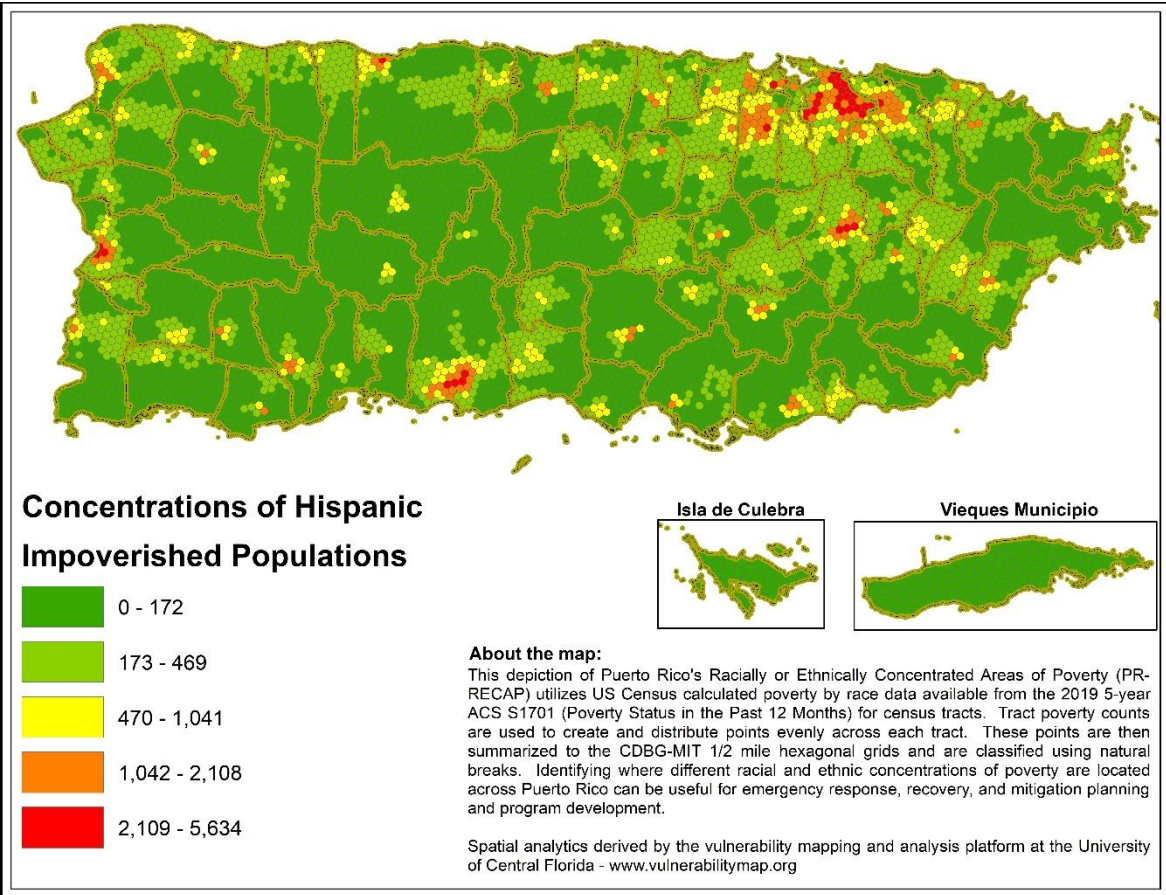 Concentrations of Hispanic
Impoverished Populations
0 - 172
173 - 469
470 - 1,041
1,042 - 2,108
2,109 - 5,634
Isla de Culebra
Vieques Municipio
About the map:
This depiction of Puerto Rico's Racially or Ethnically Concentrated Areas of Poverty (PR-
RECAP) utilizes US Census calculated poverty by race data available from the 2019 5-year
ACS S1701 (Poverty Status in the Past 12 Months) for census tracts. Tract poverty counts
are used to create and distribute points evenly across each tract. These points are then
summarized to the CDBG-MIT 1/2 mile hexagonal grids and are classified using natural
breaks. Identifying where different racial and ethnic concentrations of poverty are located
across Puerto Rico can be useful for emergency response, recovery, and mitigation planning
and program development.
Spatial analytics derived by the vulnerability mapping and analysis platform at the University
of Central Florida - www.vulnerabilitymap.org